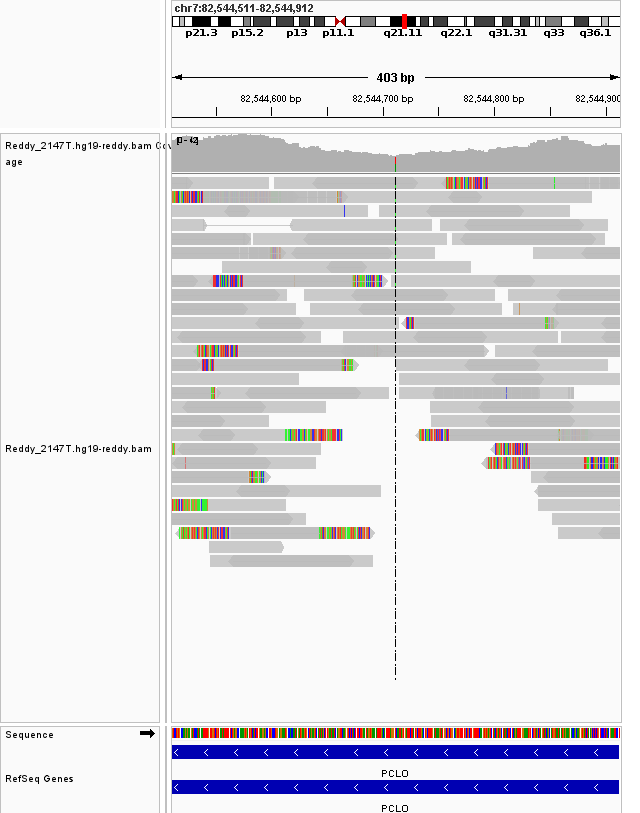 chr7:82,544,511-82,544,912
p21.3 p15.2 p13 p11.1 q21.11 q22.1 q31.31 q33 q36.1
403 bp
82,544,600 bp 82,544,700 bp 82,544,800 bp 82,544,900
Reddy_2147T.hg19-reddy.bam Cov
age
[0 - 42]
Reddy_2147T.hg19-reddy.bam
Sequence
PCLO
RefSeq Genes
PCLO